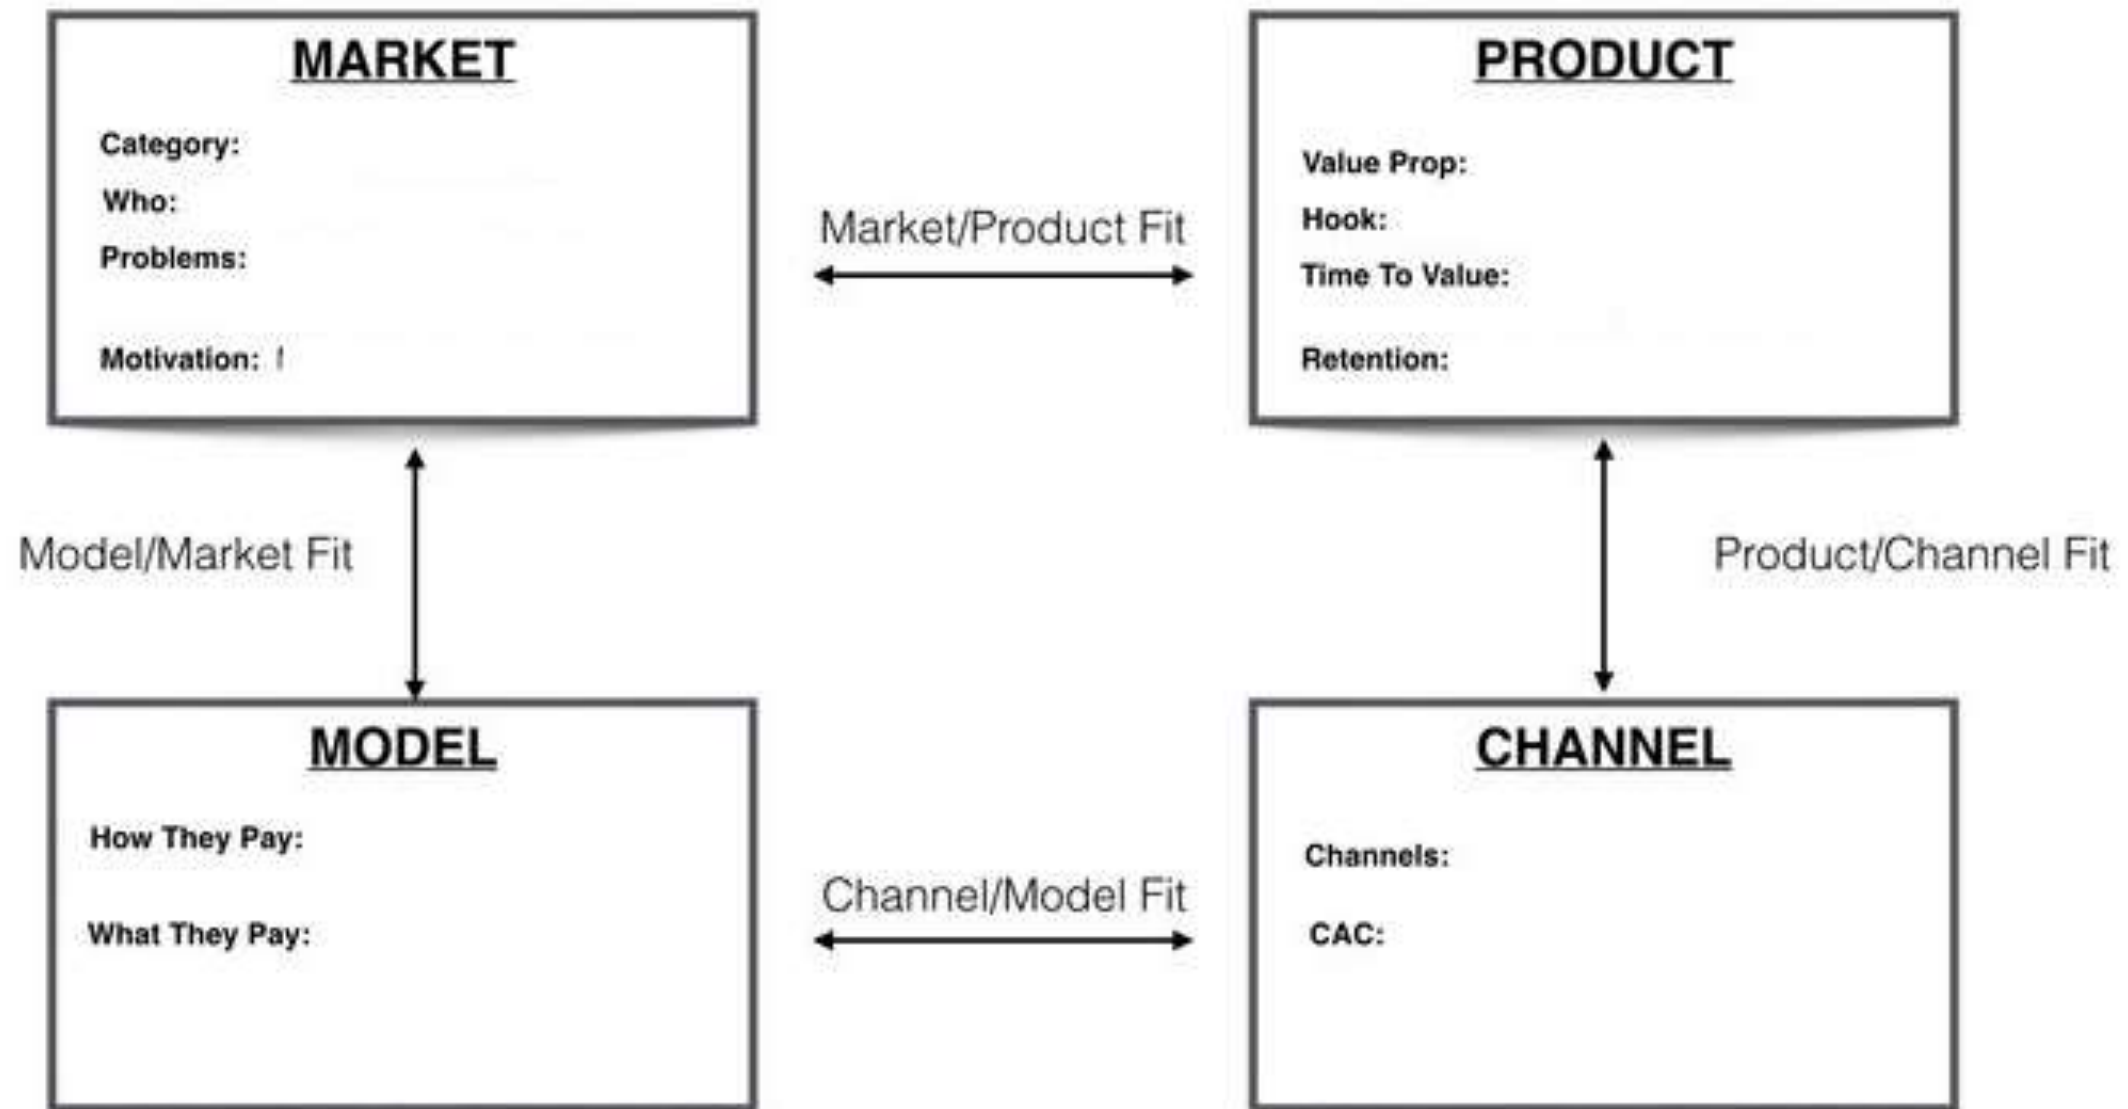 MARKET
Category:
Who:
Problems:
Motivation:
Market/Product Fit
PRODUCT
Value Prop:
Hook:
Time To Value:
Retention:
Model/Market Fit
Product/Channel Fit
MODEL
How They Pay:
What They Pay:
Channel/Model Fit
CHANNEL
Channels:
CAC: